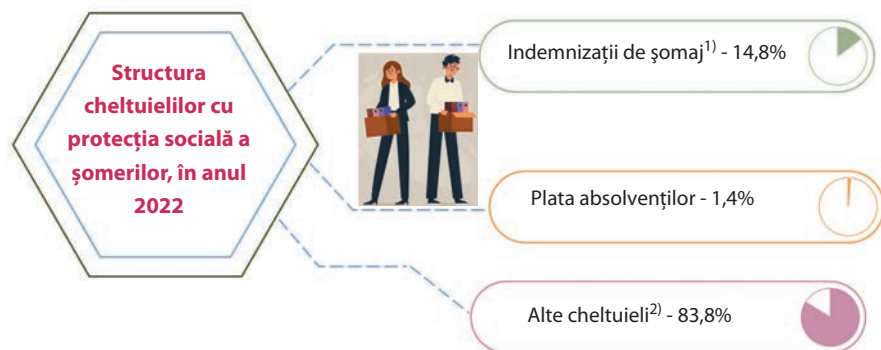 Structura
cheltuielilor cu
protecția socială a
șomerilor, în anul
2022
Indemnizații de şomaj1) - 14,8%
Plata absolvenților - 1,4%
Alte cheltuieli2) - 83,8%